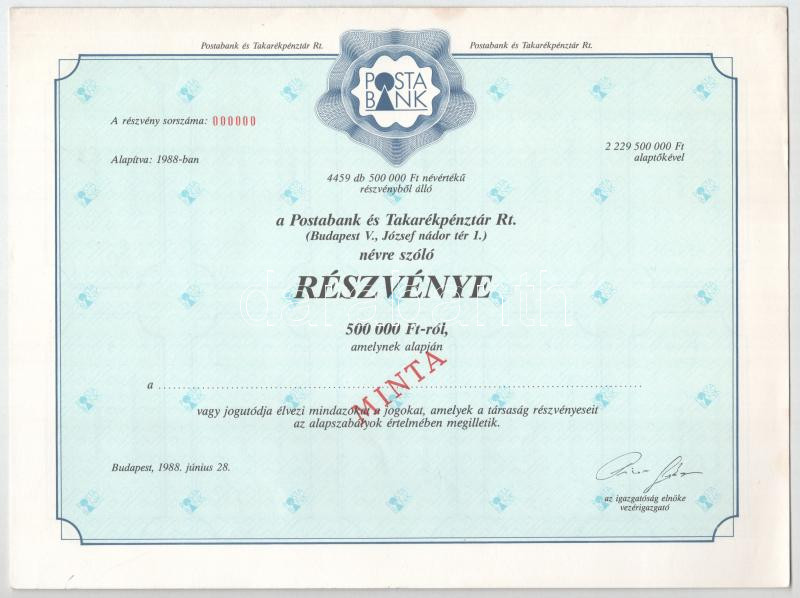 Postabank és Takarékpénztár Rt.
Postabank és Takarékpénztár Rt.
POSTA
BANK
A részvény sorszáma: 000000
2 229 500 000 Ft
alaptőkével
Alapítva: 1988-ban
4459 db 500 000 Ft névértékű
részvényből álló
a Postabank és Takarékpénztár Rt.
(Budapest V., József nádor tér 1.)
névre szóló
RÉSZVÉNYE
500 000 Ft-ról,
amelynek alapján
MINTA
a ................................................................
vagy jogutódja élvezi mindazokat a jogokat, amelyek a társaság részvényeseit
az alapszabályok értelmében megilletik.
Budapest, 1988. június 28.
az igazgatóság elnöke
vezérigazgató